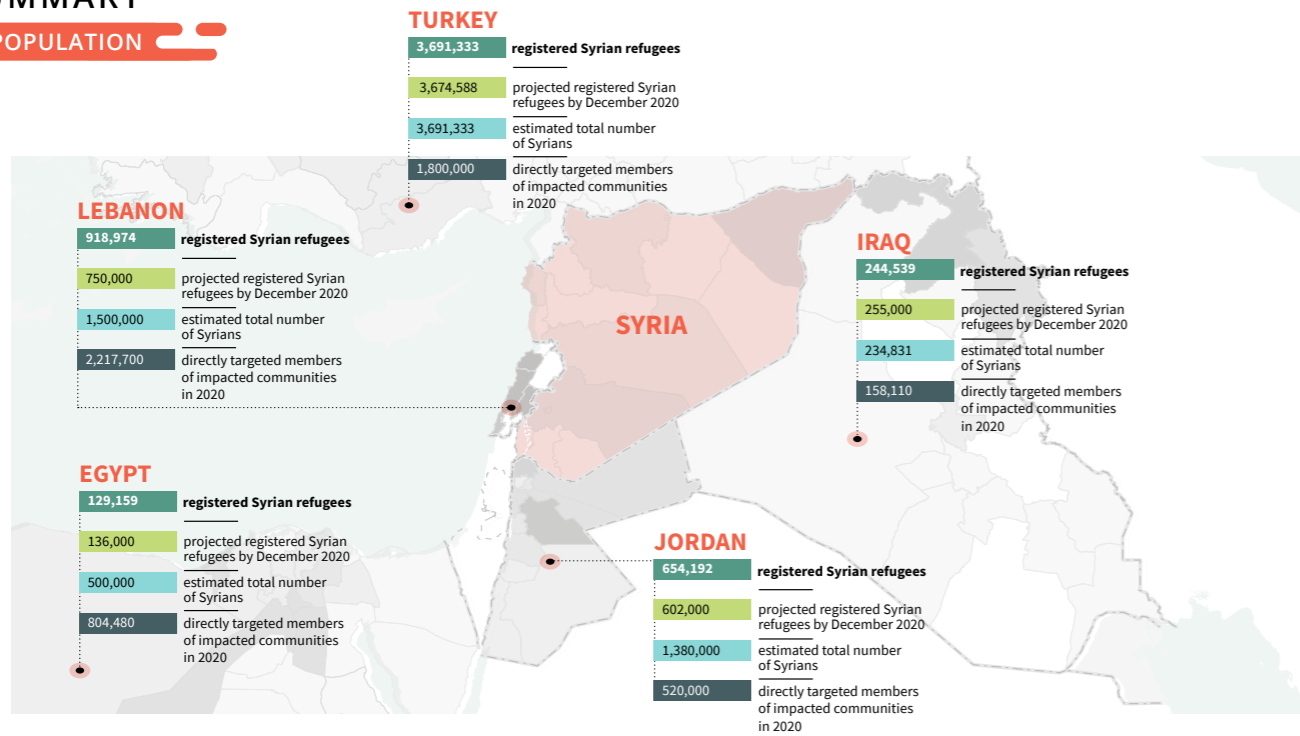 POPULATION
TURKEY
3,691,333 registered Syrian refugees
3,674,588 projected registered Syrian
refugees by December 2020
3,691,333 estimated total number
of Syrians
1,800,000 directly targeted members
of impacted communities
in 2020
LEBANON
918,974 registered Syrian refugees
750,000 projected registered Syrian
refugees by December 2020
1,500,000 estimated total number
of Syrians
2,217,700 directly targeted members
of impacted communities
in 2020
IRAQ
244,539 registered Syrian refugees
255,000 projected registered Syrian
refugees by December 2020
234,831 estimated total number
of Syrians
158,110 directly targeted members
of impacted communities
in 2020
SYRIA
EGYPT
129,159 registered Syrian refugees
136,000 projected registered Syrian
refugees by December 2020
500,000 estimated total number
of Syrians
804,480 directly targeted members
of impacted communities
in 2020
JORDAN
654,192 registered Syrian refugees
602,000 projected registered Syrian
refugees by December 2020
1,380,000 estimated total number
of Syrians
520,000 directly targeted members
of impacted communities
in 2020